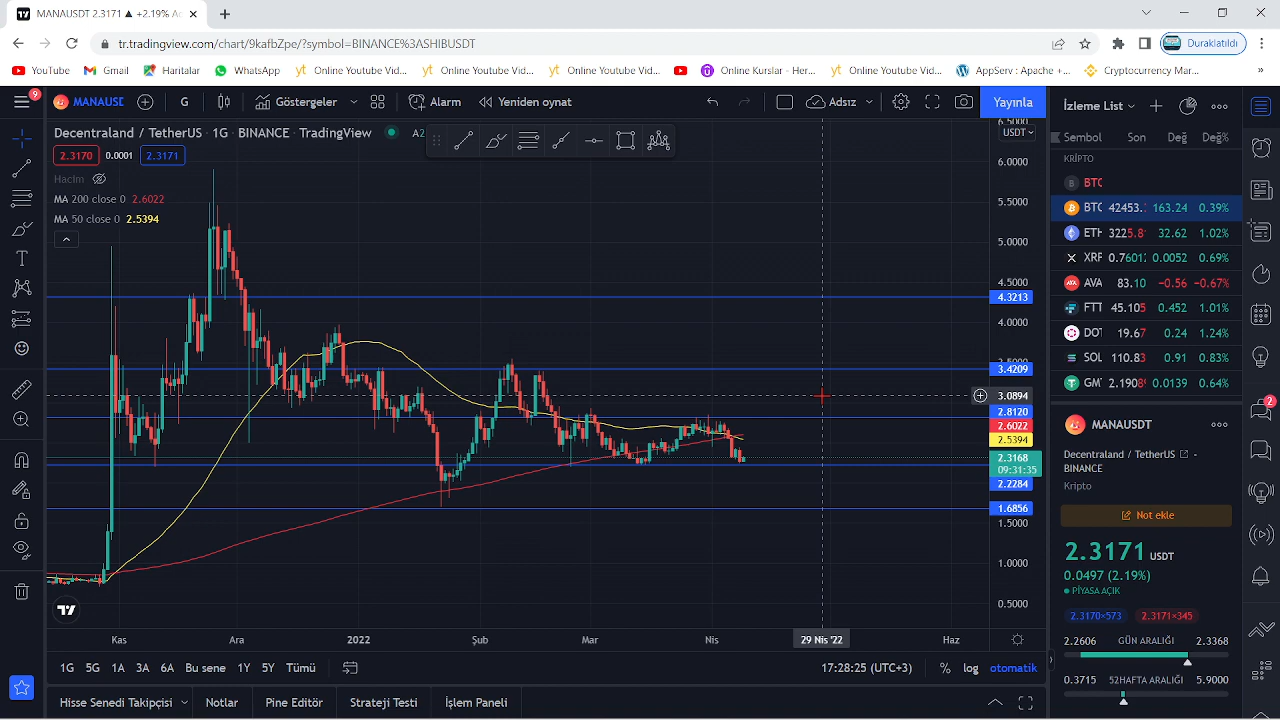 MANAUSDT 2.3171 ▲ +2.19%
tr.tradingview.com/chart/9kafbZpe/?symbol=BINANCE%3ASHIBUSDT
Duraklatıldı
YouTube
Gmail
Haritalar
WhatsApp
Online Youtube Vid...
Online Youtube Vid...
Online Youtube Vid...
Online Kurslar - Her...
Online Youtube Vid...
AppServ : Apache +...
Cryptocurrency Mar...
»
9
MANAUSD
G
Göstergeler
Alarm
Yeniden oynat
Adsız
Yayınla
İzleme List
Decentraland / TetherUS · 1G · BINANCE · TradingView
2.3170
0.0001
2.3171
Hacim
MA 200 close 0 2.6022
MA 50 close 0 2.5394
USDT
6.5000
6.0000
5.5000
5.0000
4.5000
4.3213
4.0000
3.5000
3.4209
3.0894
2.8120
2.6022
2.5394
2.3168
09:31:35
2.2284
1.6856
1.5000
1.0000
0.5000
Kas
Ara
2022
Şub
Mar
Nis
29 Nis '22
Haz
1G
5G
1A
3A
6A
Bu sene
1Y
5Y
Tümü
17:28:25 (UTC+3)
%
log
otomatik
Hisse Senedi Takipçisi
Notlar
Pine Editör
Strateji Testi
İşlem Paneli
Sembol Son Değ Değ%
KRİPTO
BTC
BTC 42453. 163.24 0.39%
ETH 3225.8 32.62 1.02%
XRF 0.7601 0.0052 0.69%
AVA 83.10 −0.56 −0.67%
FTT 45.105 0.452 1.01%
DOT 19.67 0.24 1.24%
SOL 110.83 0.91 0.83%
GM 2.1908 0.0139 0.64%
2
MANAUSDT
Decentraland / TetherUS
BINANCE
Kripto
Not ekle
2.3171 USDT
0.0497 (2.19%)
PİYASA AÇIK
2.3170×573
2.3171×345
2.2606 GÜN ARALIĞI 2.3368
0.3715 52HAFTA ARALIĞI 5.9000